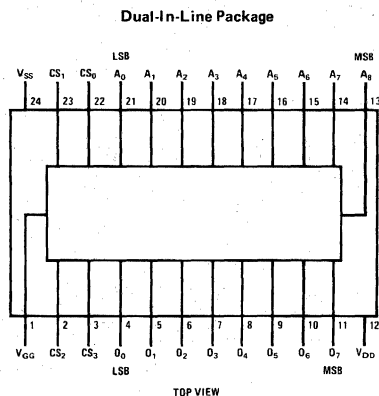 Dual-In-Line Package
LSB MSB
VSS CS1 CS0 A0 A1 A2 A3 A4 A5 A6 A7 A8
24 23 22 21 20 19 18 17 16 15 14 13
1 2 3 4 5 6 7 8 9 10 11 12
VGG CS2 CS3 O0 O1 O2 O3 O4 O5 O6 O7 VDD
LSB MSB
TOP VIEW